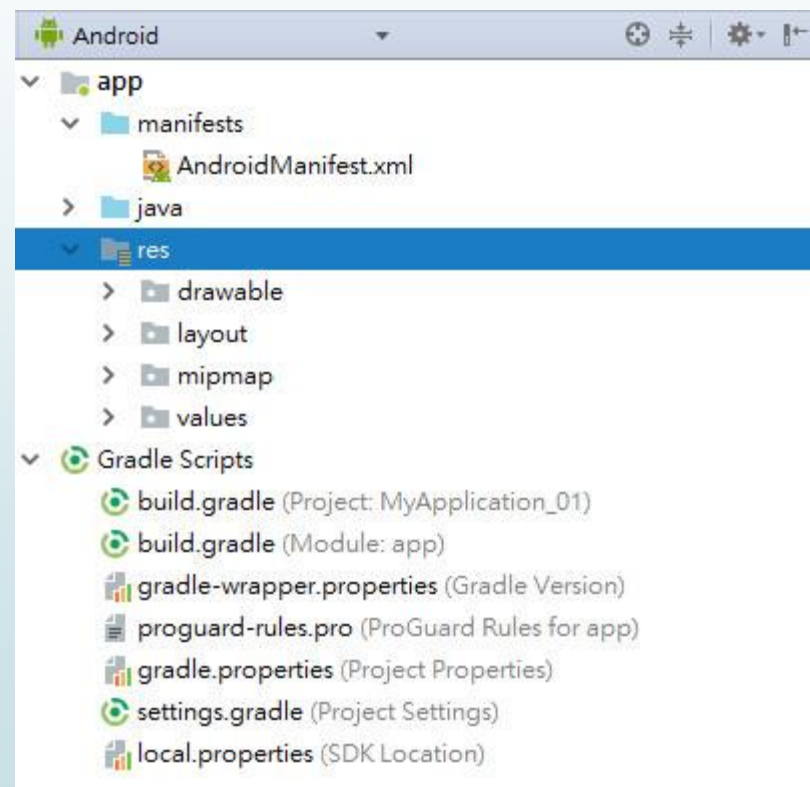 Android
app
manifests
AndroidManifest.xml
java
res
drawable
layout
mipmap
values
Gradle Scripts
build.gradle (Project: MyApplication_01)
build.gradle (Module: app)
gradle-wrapper.properties (Gradle Version)
proguard-rules.pro (ProGuard Rules for app)
gradle.properties (Project Properties)
settings.gradle (Project Settings)
local.properties (SDK Location)